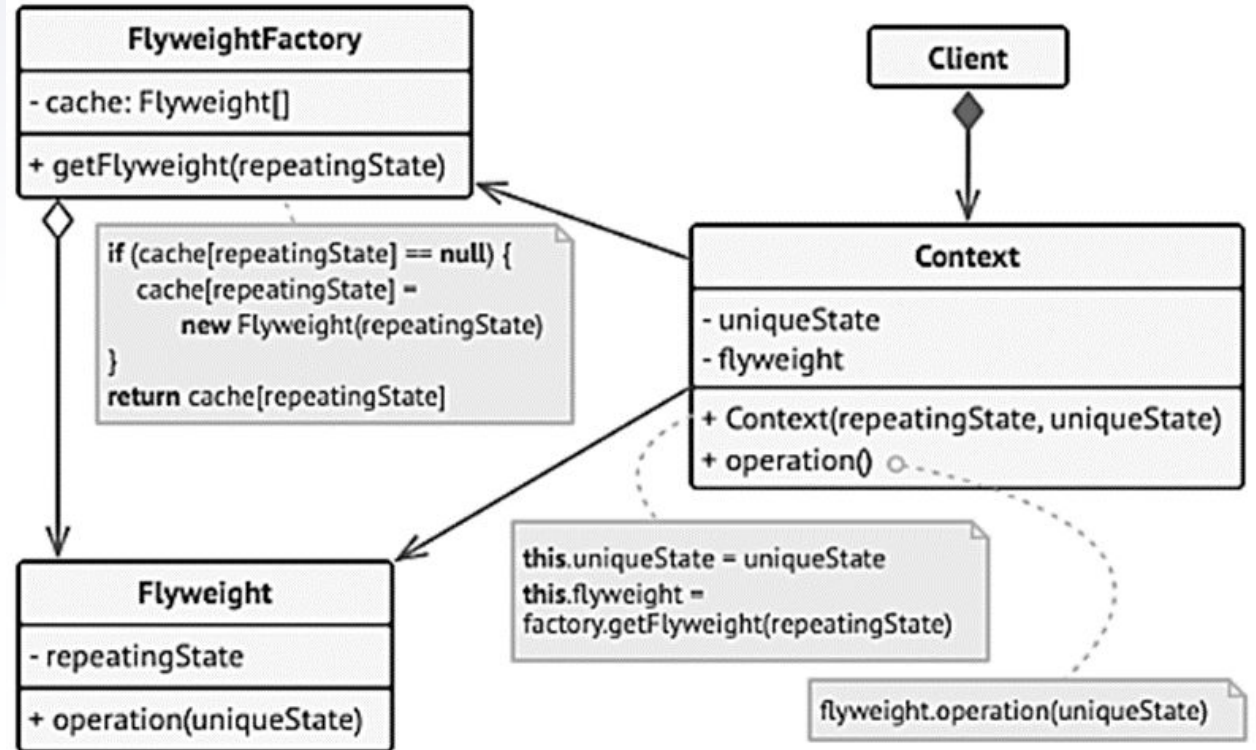 FlyweightFactory
- cache: Flyweight[]
+ getFlyweight(repeatingState)
if (cache[repeatingState] == null) {
cache[repeatingState] =
new Flyweight(repeatingState)
}
return cache[repeatingState]
Client
Context
- uniqueState
- flyweight
+ Context(repeatingState, uniqueState)
+ operation()
this.uniqueState = uniqueState
this.flyweight =
factory.getFlyweight(repeatingState)
flyweight.operation(uniqueState)
Flyweight
- repeatingState
+ operation(uniqueState)